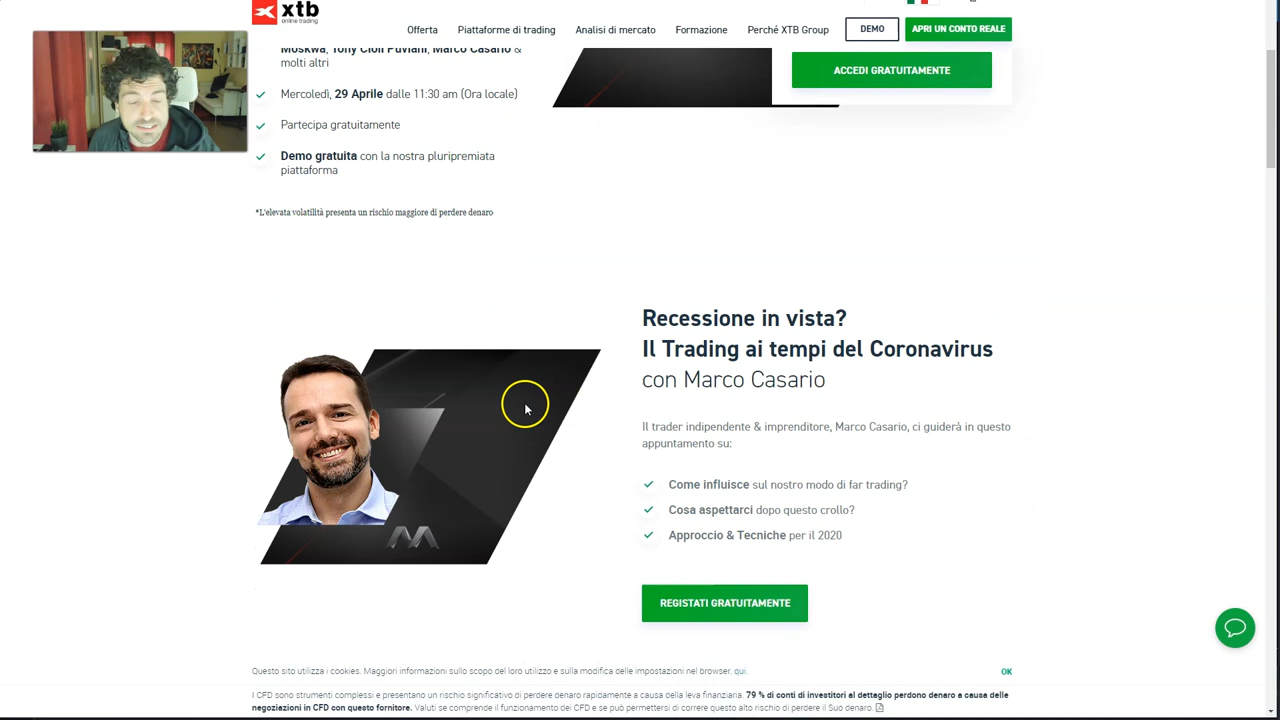 xtb
online trading
Offerta
Piattaforme di trading
Analisi di mercato
Formazione
Perché XTB Group
DEMO
APRI UN CONTO REALE
Moskwa, Tony Cioli Puviani, Marco Casario &
molti altri
ACCEDI GRATUITAMENTE
Mercoledì, 29 Aprile dalle 11:30 am (Ora locale)
Partecipa gratuitamente
Demo gratuita con la nostra pluripremiata
piattaforma
*L'elevata volatilità presenta un rischio maggiore di perdere denaro
Recessione in vista?
Il Trading ai tempi del Coronavirus
con Marco Casario
Il trader indipendente & imprenditore, Marco Casario, ci guiderà in questo
appuntamento su:
Come influisce sul nostro modo di far trading?
Cosa aspettarci dopo questo crollo?
Approccio & Tecniche per il 2020
REGISTATI GRATUITAMENTE
Questo sito utilizza i cookies. Maggiori informazioni sullo scopo del loro utilizzo e sulla modifica delle impostazioni nel browser. qui.
OK
I CFD sono strumenti complessi e presentano un rischio significativo di perdere denaro rapidamente a causa della leva finanziaria. 79 % di conti di investitori al dettaglio perdono denaro a causa delle
negoziazioni in CFD con questo fornitore. Valuti se comprende il funzionamento dei CFD e se può permettersi di correre questo alto rischio di perdere il Suo denaro.